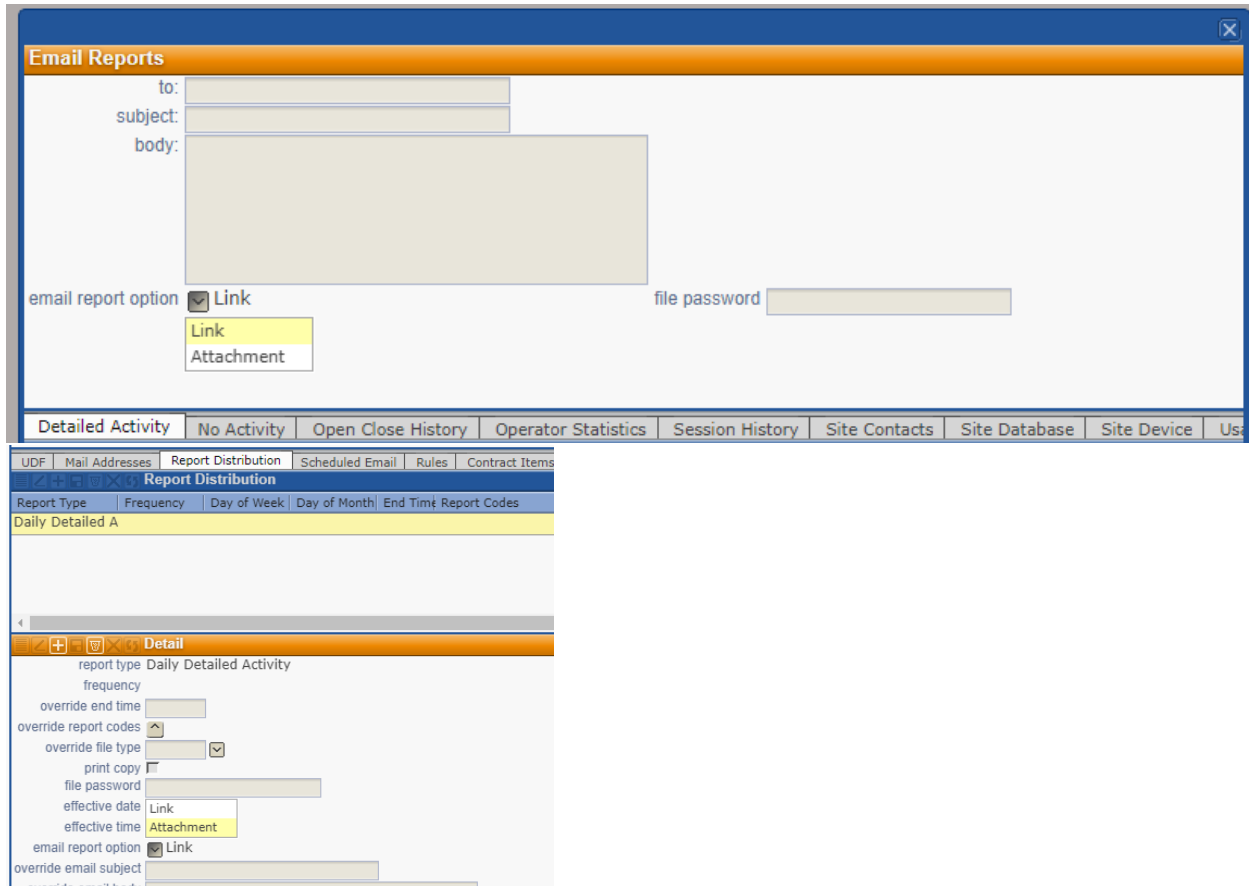 Email Reports
to:
subject:
body:
email report option Link file password
Link
Attachment
Detailed Activity No Activity Open Close History Operator Statistics Session History Site Contacts Site Database Site Device
UDF Mail Addresses Report Distribution Scheduled Email Rules Contract Items
Report Distribution
Report Type Frequency Day of Week Day of Month End Time Report Codes
Daily Detailed A
Detail
report type Daily Detailed Activity
frequency
override end time
override report codes
override file type
print copy
file password
effective date Link
effective time Attachment
email report option Link
override email subject